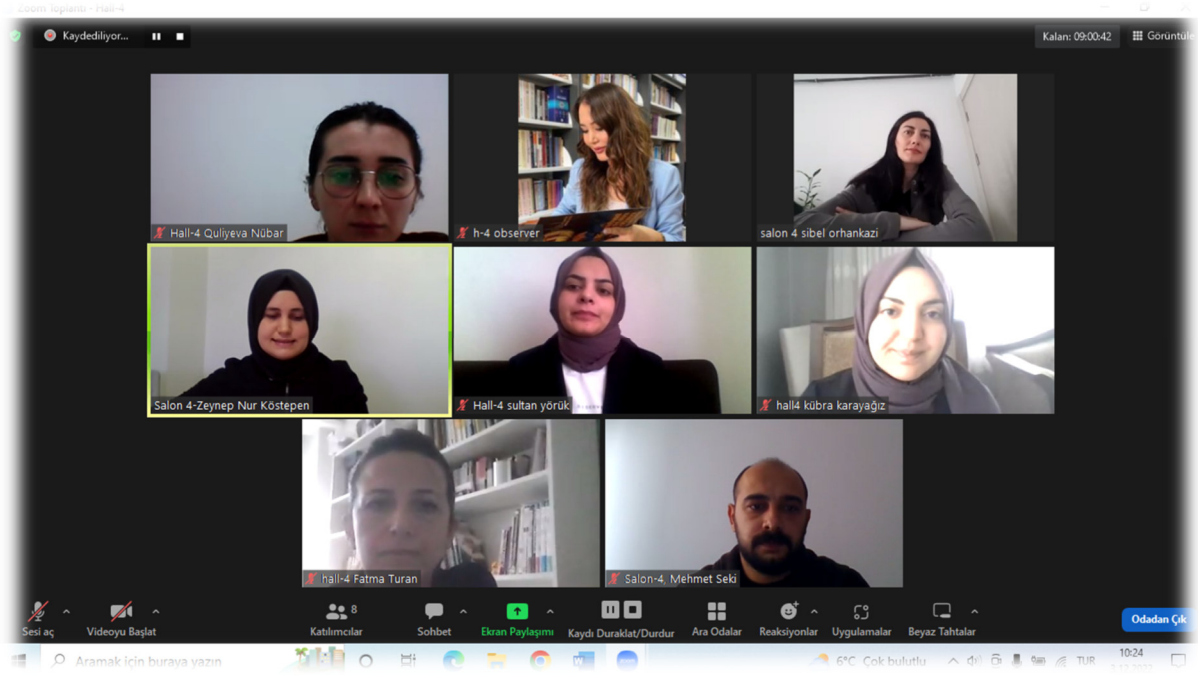 Zoom Toplantı - Hall-4
Kaydediliyor...
Kalan: 09:00:42
Görüntüle
Hall-4 Quliyeva Nübar
h-4 observer
salon 4 sibel orhankazi
Salon 4-Zeynep Nur Köstepen
Hall-4 sultan yörük
hall4 kübra karayağız
hall-4 Fatma Turan
Salon-4, Mehmet Seki
8
Sesi aç
Videoyu Başlat
Katılımcılar
Sohbet
Ekran Paylaşımı
Kaydı Duraklat/Durdur
Ara Odalar
Reaksiyonlar
Uygulamalar
Beyaz Tahtalar
Odadan Çık
Aramak için buraya yazın
6°C Çok bulutlu
TUR
10:24